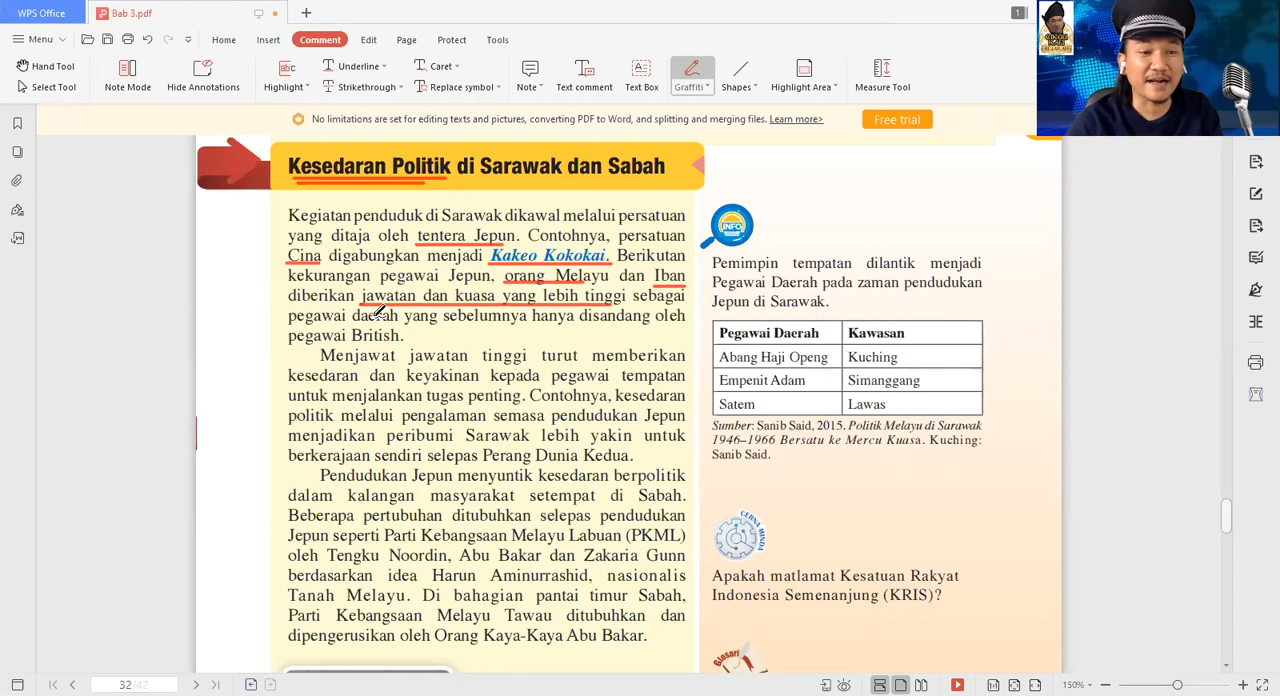 WPS Office
Bab 3.pdf
1
Menu
Home
Insert
Comment
Edit
Page
Protect
Tools
Hand Tool
Select Tool
Note Mode
Hide Annotations
Highlight
Underline
Strikethrough
Caret
Replace symbol
Note
Text comment
Text Box
Graffiti
Shapes
Highlight Area
Measure Tool
No limitations are set for editing texts and pictures, converting PDF to Word, and splitting and merging files. Learn more>
Free trial
Kesedaran Politik di Sarawak dan Sabah
Kegiatan penduduk di Sarawak dikawal melalui persatuan
yang ditaja oleh tentera Jepun. Contohnya, persatuan
Cina digabungkan menjadi Kakeo Kokokai. Berikutan
kekurangan pegawai Jepun, orang Melayu dan Iban
diberikan jawatan dan kuasa yang lebih tinggi sebagai
pegawai daerah yang sebelumnya hanya disandang oleh
pegawai British.
Menjawat jawatan tinggi turut memberikan
kesedaran dan keyakinan kepada pegawai tempatan
untuk menjalankan tugas penting. Contohnya, kesedaran
politik melalui pengalaman semasa pendudukan Jepun
menjadikan peribumi Sarawak lebih yakin untuk
berkerajaan sendiri selepas Perang Dunia Kedua.
Pendudukan Jepun menyuntik kesedaran berpolitik
dalam kalangan masyarakat setempat di Sabah.
Beberapa pertubuhan ditubuhkan selepas pendudukan
Jepun seperti Parti Kebangsaan Melayu Labuan (PKML)
oleh Tengku Noordin, Abu Bakar dan Zakaria Gunn
berdasarkan idea Harun Aminurrashid, nasionalis
Tanah Melayu. Di bahagian pantai timur Sabah,
Parti Kebangsaan Melayu Tawau ditubuhkan dan
dipengerusikan oleh Orang Kaya-Kaya Abu Bakar.
INFO
Pemimpin tempatan dilantik menjadi
Pegawai Daerah pada zaman pendudukan
Jepun di Sarawak.
Pegawai Daerah Kawasan
Abang Haji Openg Kuching
Empenit Adam Simanggang
Satem Lawas
Sumber: Sanib Said, 2015. Politik Melayu di Sarawak
1946–1966 Bersatu ke Mercu Kuasa. Kuching:
Sanib Said.
CERNA MINDA
Apakah matlamat Kesatuan Rakyat
Indonesia Semenanjung (KRIS)?
Glosari
32/42
150%